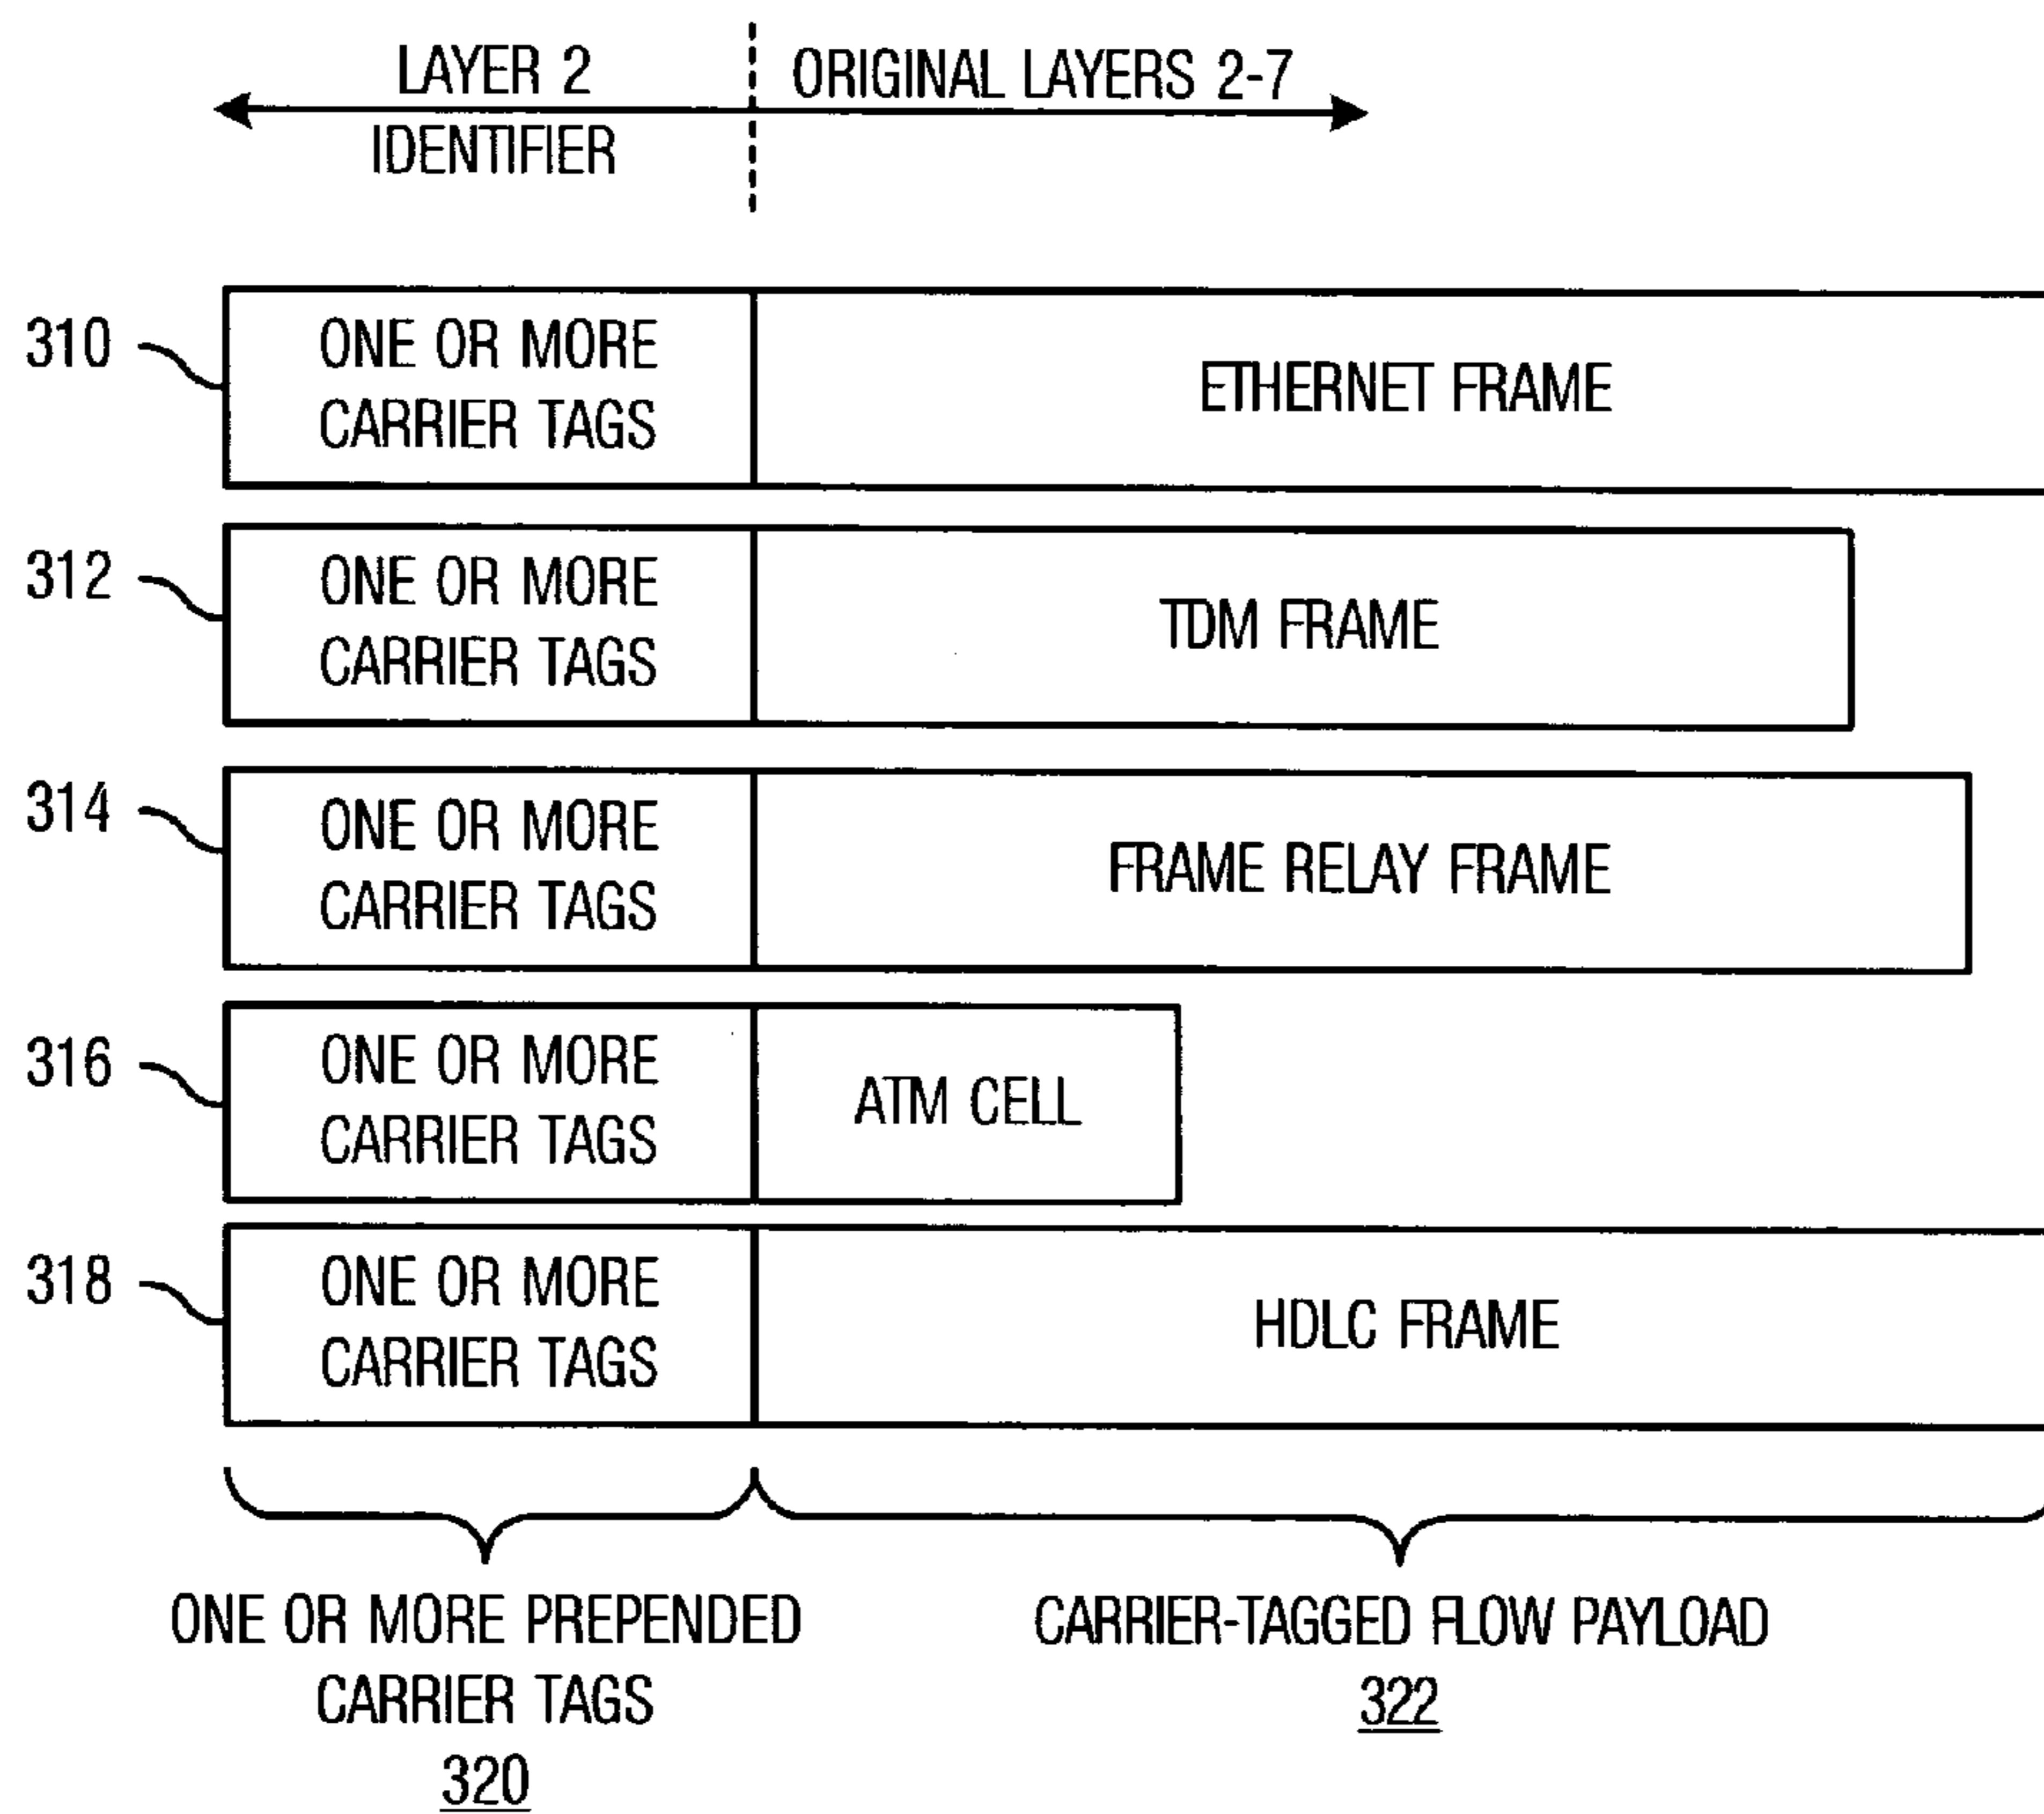 LAYER 2
IDENTIFIER
ORIGINAL LAYERS 2-7
310
ONE OR MORE
CARRIER TAGS
ETHERNET FRAME
312
ONE OR MORE
CARRIER TAGS
TDM FRAME
314
ONE OR MORE
CARRIER TAGS
FRAME RELAY FRAME
316
ONE OR MORE
CARRIER TAGS
ATM CELL
318
ONE OR MORE
CARRIER TAGS
HDLC FRAME
ONE OR MORE PREPENDED
CARRIER TAGS
320
CARRIER-TAGGED FLOW PAYLOAD
322